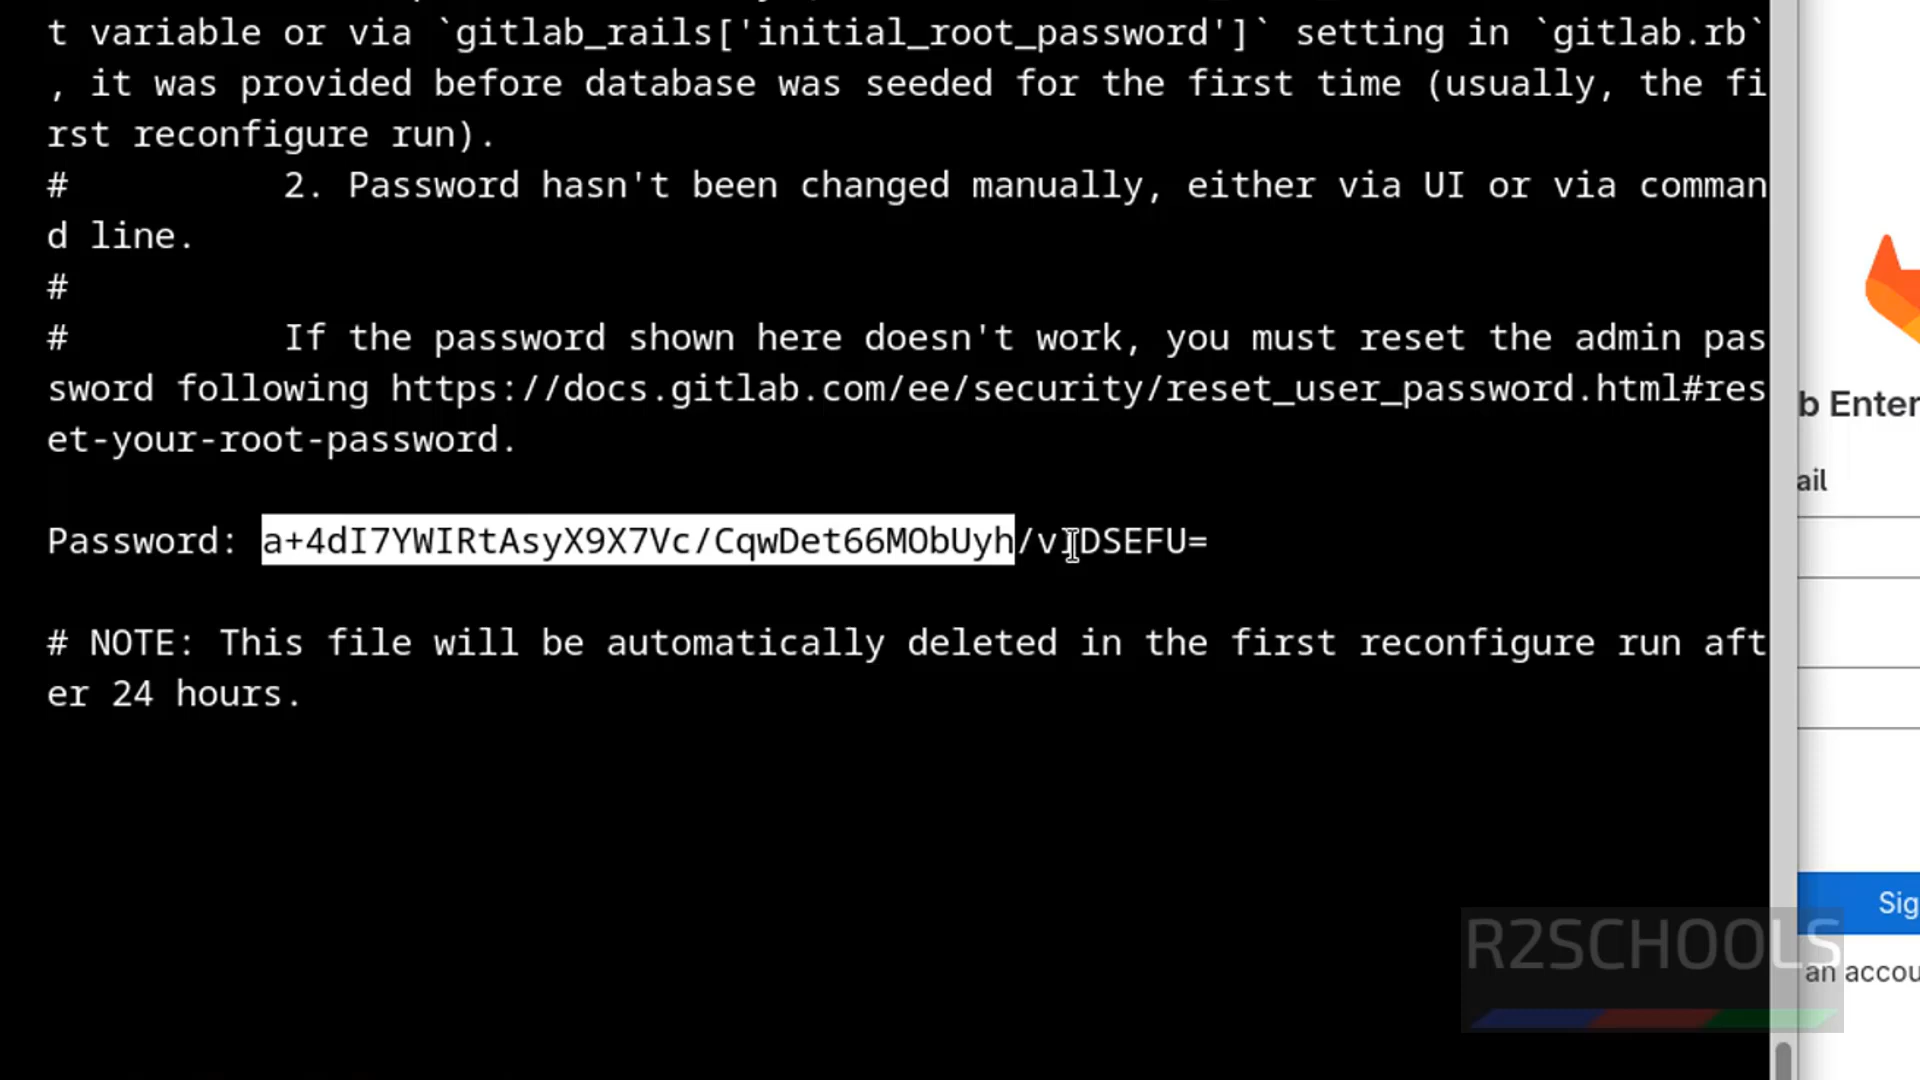 t variable or via `gitlab_rails['initial_root_password']` setting in `gitlab.rb`
, it was provided before database was seeded for the first time (usually, the fi
rst reconfigure run).
#          2. Password hasn't been changed manually, either via UI or via comman
d line.
#
#          If the password shown here doesn't work, you must reset the admin pas
sword following https://docs.gitlab.com/ee/security/reset_user_password.html#res
et-your-root-password.
Password: a+4dI7YWIRtAsyX9X7Vc/CqwDet66MObUyh/vIDSEFU=
# NOTE: This file will be automatically deleted in the first reconfigure run aft
er 24 hours.
b Enter
ail
Sig
an accou
R2SCHOOLS